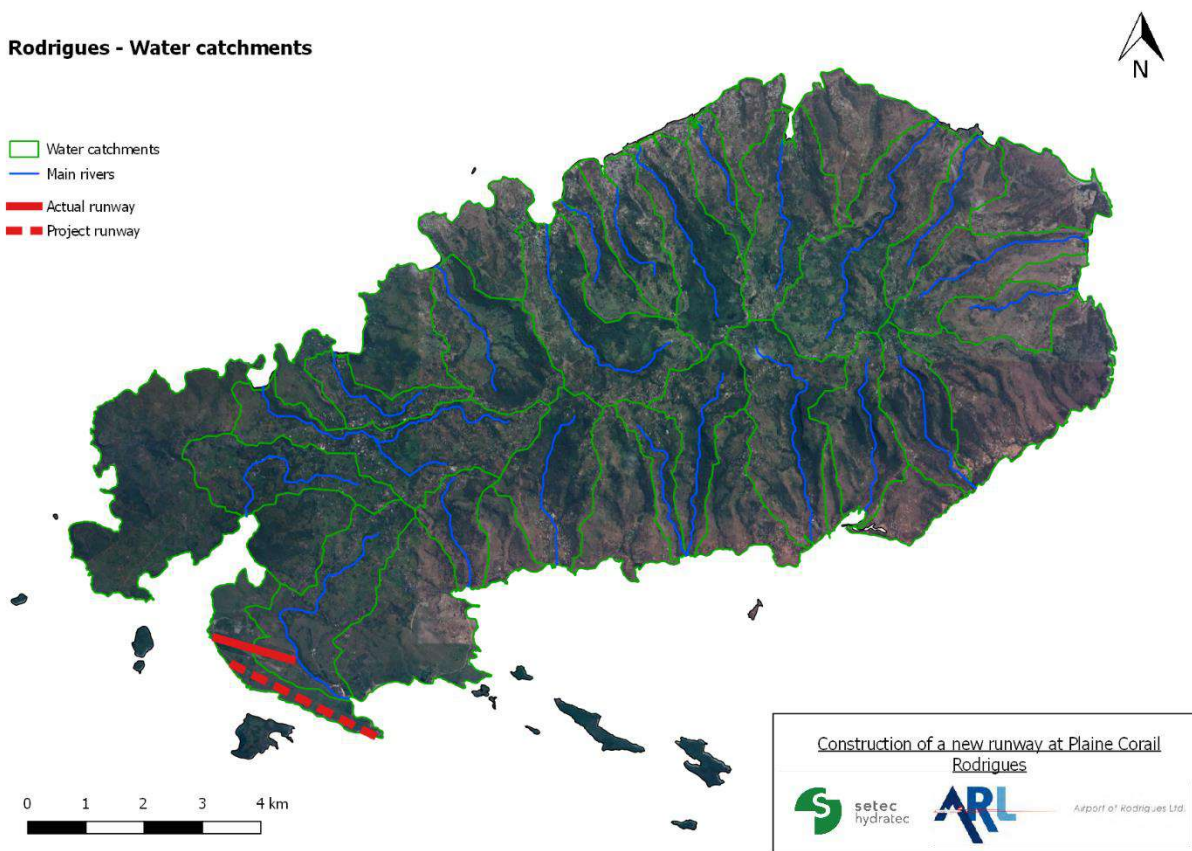 Rodrigues - Water catchments
N
Water catchments
Main rivers
Actual runway
Project runway
0 1 2 3 4 km
Construction of a new runway at Plaine Corail
Rodrigues
setec
hydratec
ARL
Airport of Rodrigues Ltd.